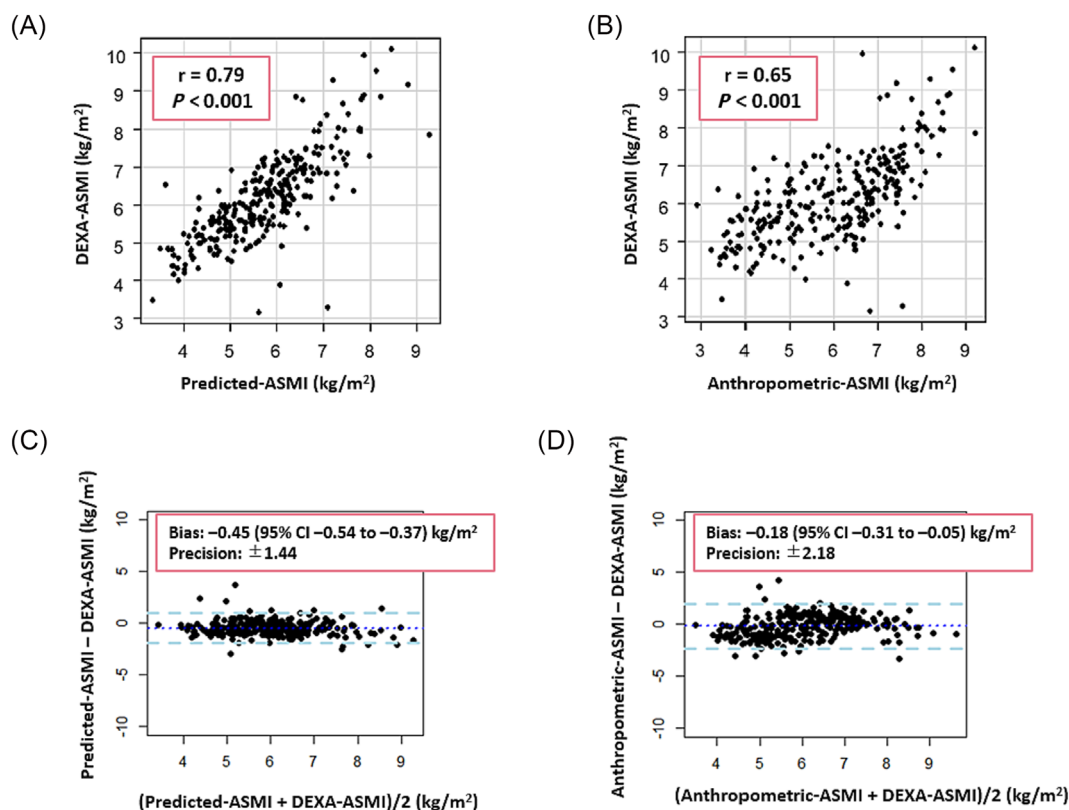 (A)
r = 0.79
P < 0.001
DEXA-ASMI (kg/m²)
10
9
8
7
6
5
4
3
4 5 6 7 8 9
Predicted-ASMI (kg/m²)
(B)
r = 0.65
P < 0.001
DEXA-ASMI (kg/m²)
10
9
8
7
6
5
4
3
3 4 5 6 7 8 9
Anthropometric-ASMI (kg/m²)
(C)
Predicted-ASMI – DEXA-ASMI (kg/m²)
Bias: –0.45 (95% CI –0.54 to –0.37) kg/m²
Precision: ±1.44
10
5
0
-5
-10
4 5 6 7 8 9
(Predicted-ASMI + DEXA-ASMI)/2 (kg/m²)
(D)
Anthropometric-ASMI – DEXA-ASMI (kg/m²)
Bias: –0.18 (95% CI –0.31 to –0.05) kg/m²
Precision: ±2.18
10
5
0
-5
-10
4 5 6 7 8 9
(Anthropometric-ASMI + DEXA-ASMI)/2 (kg/m²)